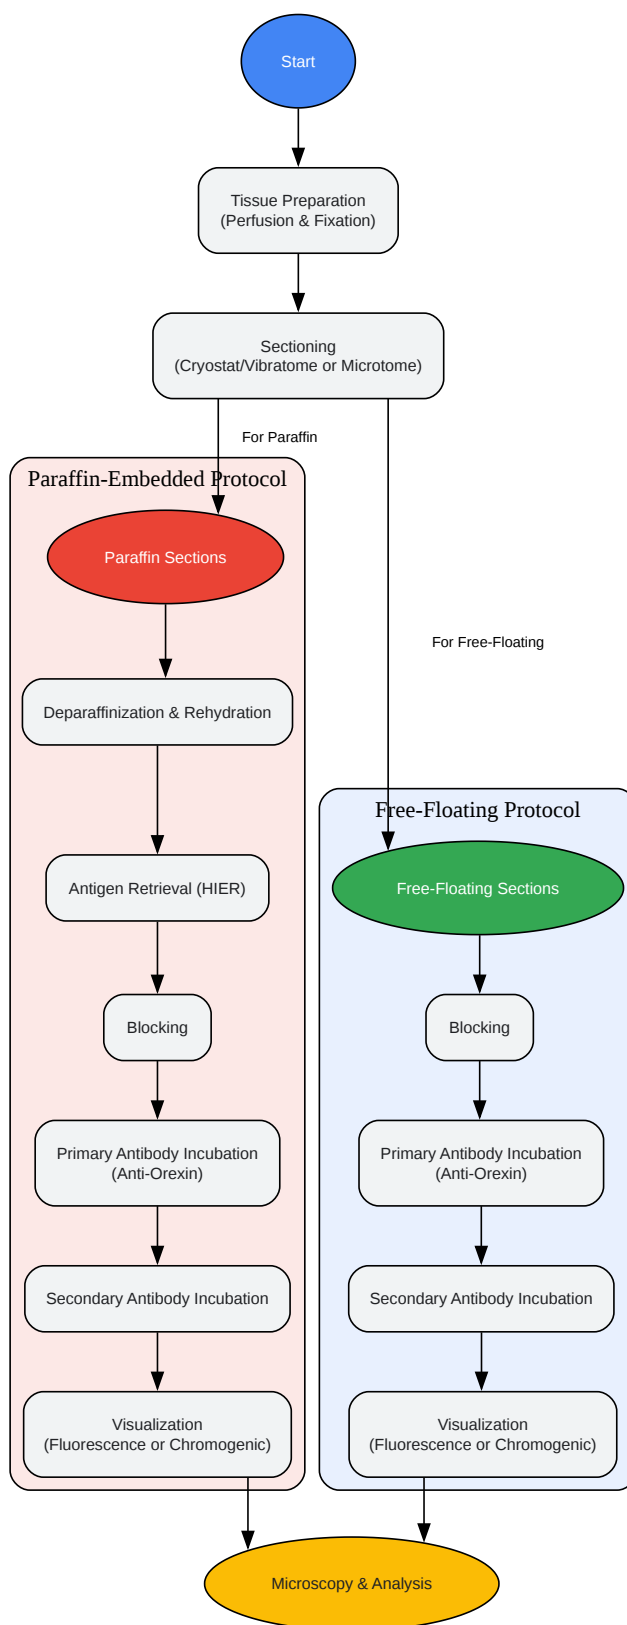 Start
Tissue Preparation
(Perfusion & Fixation)
Sectioning
(Cryostat/Vibratome or Microtome)
For Paraffin
For Free-Floating
Paraffin-Embedded Protocol
Paraffin Sections
Deparaffinization & Rehydration
Antigen Retrieval (HIER)
Blocking
Primary Antibody Incubation
(Anti-Orexin)
Secondary Antibody Incubation
Visualization
(Fluorescence or Chromogenic)
Free-Floating Protocol
Free-Floating Sections
Blocking
Primary Antibody Incubation
(Anti-Orexin)
Secondary Antibody Incubation
Visualization
(Fluorescence or Chromogenic)
Microscopy & Analysis